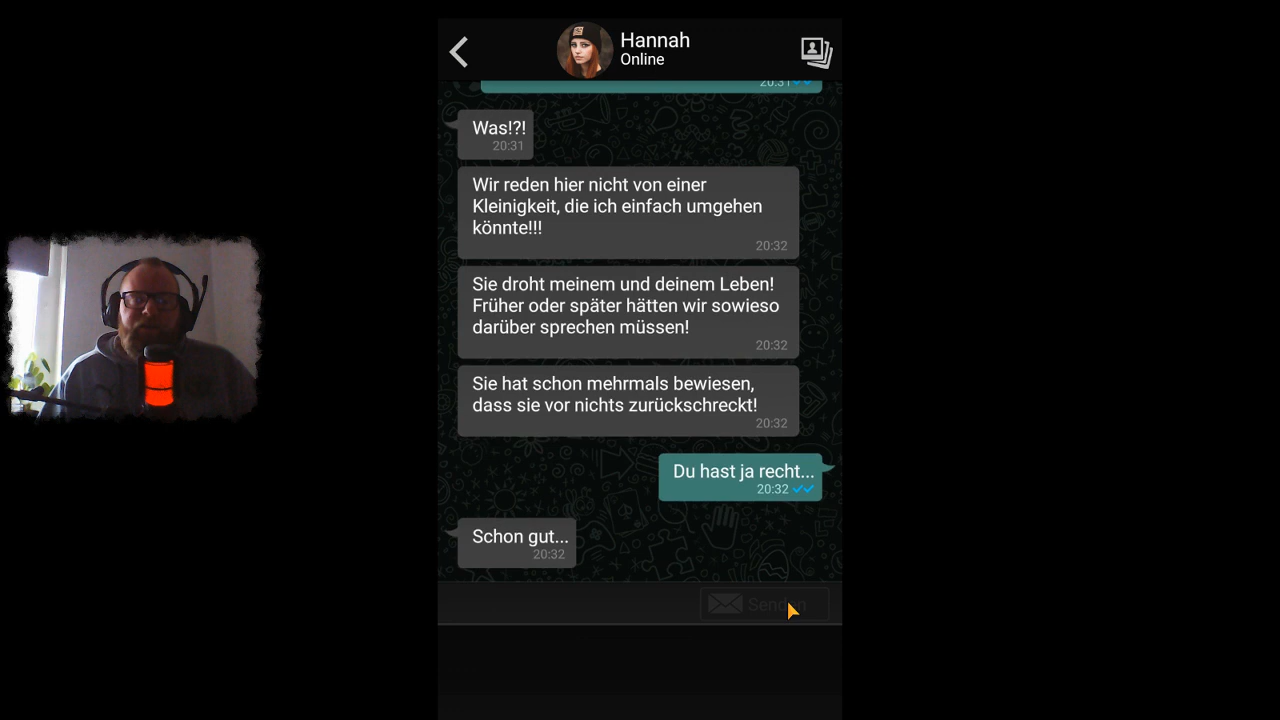 Hannah
Online
20:31
Was!?!
20:31
Wir reden hier nicht von einer
Kleinigkeit, die ich einfach umgehen
könnte!!!
20:32
Sie droht meinem und deinem Leben!
Früher oder später hätten wir sowieso
darüber sprechen müssen!
20:32
Sie hat schon mehrmals bewiesen,
dass sie vor nichts zurückschreckt!
20:32
Du hast ja recht...
20:32
Schon gut...
20:32
Senden